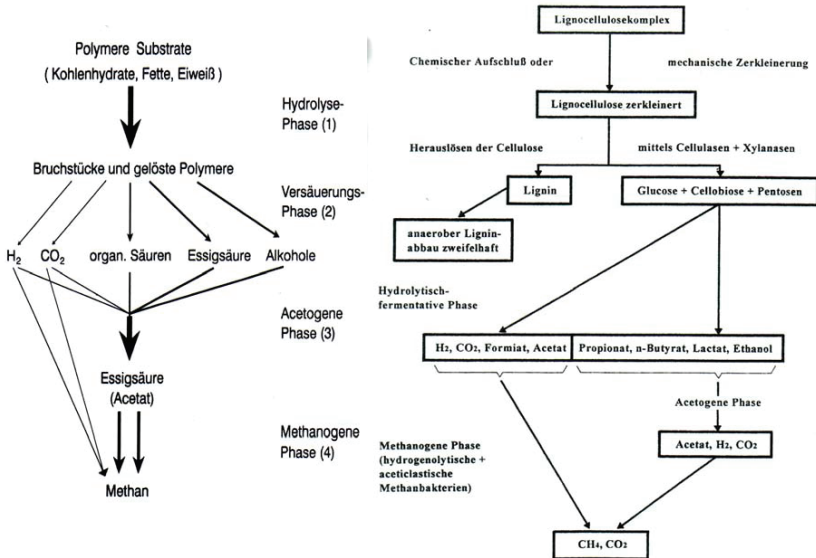 Polymere Substrate
( Kohlenhydrate, Fette, Eiweiß )
Hydrolyse-
Phase (1)
Bruchstücke und gelöste Polymere
Versäuerungs-
Phase (2)
H2 CO2 organ. Säuren Essigsäure Alkohole
Acetogene
Phase (3)
Essigsäure
(Acetat)
Methanogene
Phase (4)
Methan
Lignocellulosekomplex
Chemischer Aufschluß oder mechanische Zerkleinerung
Lignocellulose zerkleinert
Herauslösen der Cellulose mittels Cellulasen + Xylanasen
Lignin Glucose + Cellobiose + Pentosen
anaerober Lignin-
abbau zweifelhaft
Hydrolytisch-
fermentative Phase
H2, CO2, Formiat, Acetat Propionat, n-Butyrat, Lactat, Ethanol
Acetogene Phase
Methanogene Phase
(hydrogenolytische +
aceticlastische
Methanbakterien)
Acetat, H2, CO2
CH4, CO2